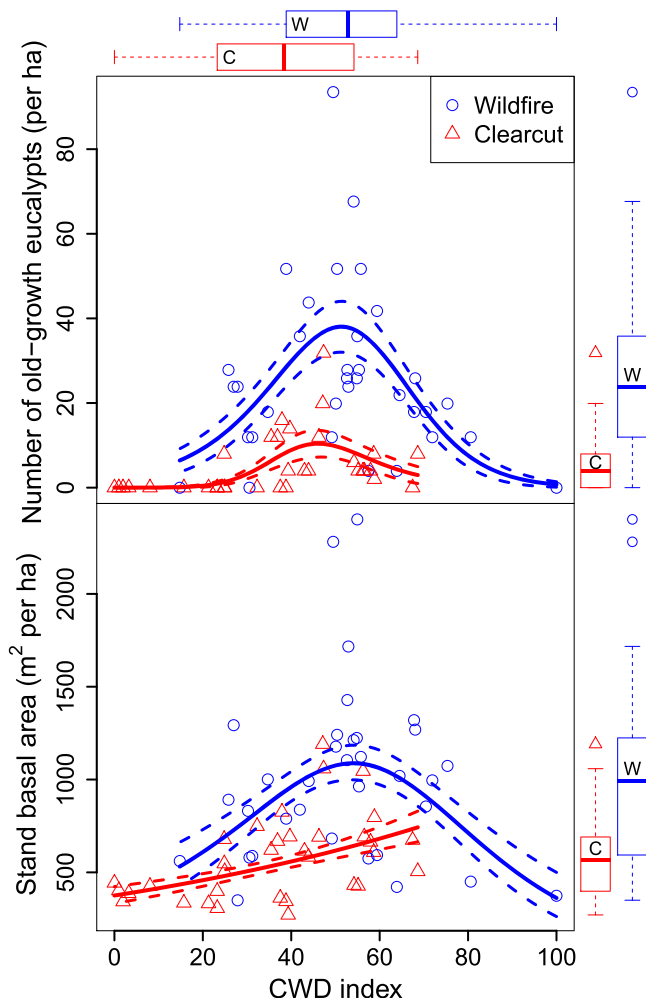 W
C
Number of old−growth eucalypts (per ha)
80
60
40
20
0
Wildfire
Clearcut
W
C
Stand basal area (m² per ha)
2000
1500
1000
500
W
C
0
20
40
60
80
100
CWD index